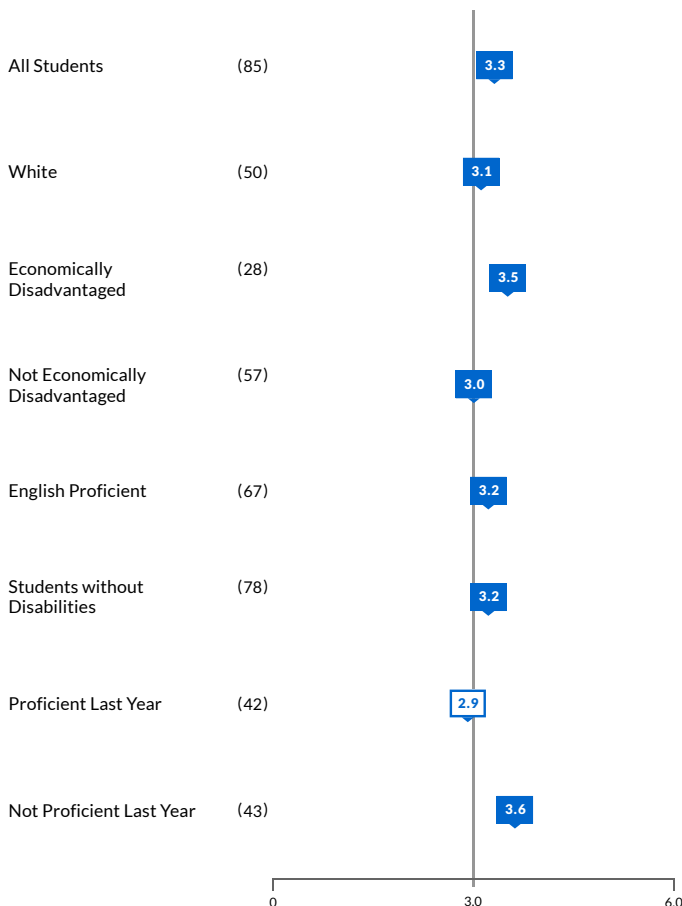 All Students (85) 3.3
White (50) 3.1
Economically
Disadvantaged (28) 3.5
Not Economically
Disadvantaged (57) 3.0
English Proficient (67) 3.2
Students without
Disabilities (78) 3.2
Proficient Last Year (42) 2.9
Not Proficient Last Year (43) 3.6
0 3.0 6.0